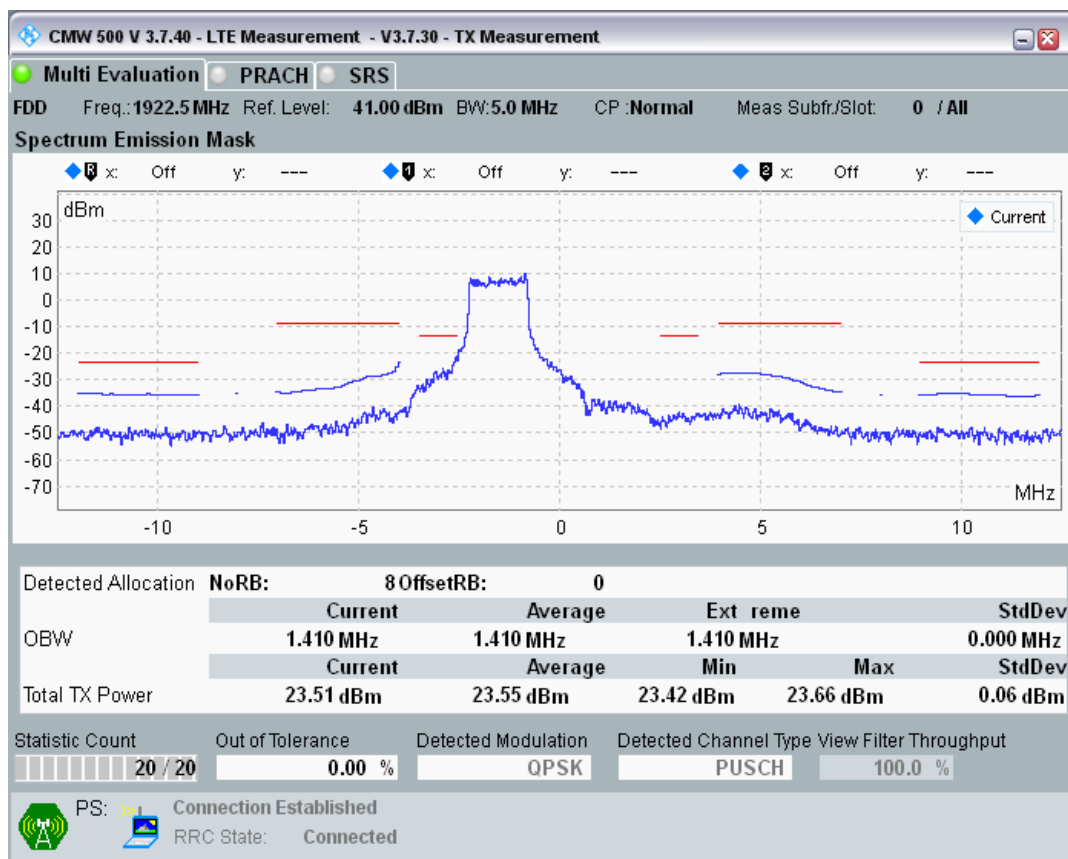 CMW 500 V 3.7.40 - LTE Measurement - V3.7.30 - TX Measurement
Multi Evaluation PRACH SRS
FDD Freq.: 1922.5 MHz Ref. Level: 41.00 dBm BW: 5.0 MHz CP :Normal Meas Subfr./Slot: 0 / All
Spectrum Emission Mask
R x: Off y: --- 1 x: Off y: --- 2 x: Off y: ---
dBm
Current
30
20
10
0
-10
-20
-30
-40
-50
-60
-70
MHz
-10 -5 0 5 10
Detected Allocation NoRB: 8 OffsetRB: 0
Current Average Ext reme StdDev
OBW 1.410 MHz 1.410 MHz 1.410 MHz 0.000 MHz
Current Average Min Max StdDev
Total TX Power 23.51 dBm 23.55 dBm 23.42 dBm 23.66 dBm 0.06 dBm
Statistic Count Out of Tolerance Detected Modulation Detected Channel Type View Filter Throughput
20 / 20 0.00 % QPSK PUSCH 100.0 %
PS: Connection Established
RRC State: Connected